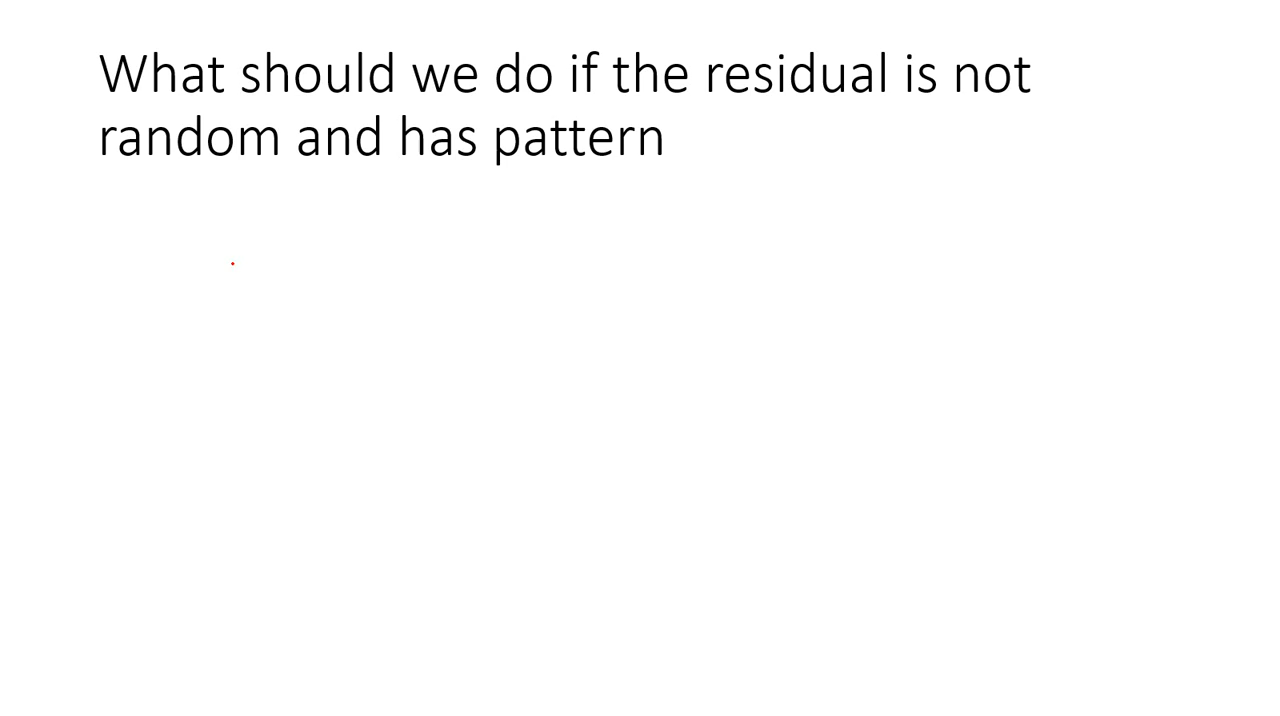 What should we do if the residual is not
random and has pattern